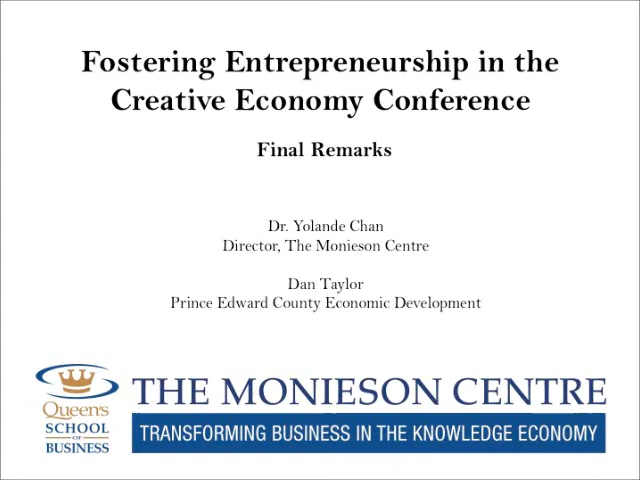 Fostering Entrepreneurship in the
Creative Economy Conference
Final Remarks
Dr. Yolande Chan
Director, The Monieson Centre
Dan Taylor
Prince Edward County Economic Development
Queen's
SCHOOL
OF
BUSINESS
THE MONIESON CENTRE
TRANSFORMING BUSINESS IN THE KNOWLEDGE ECONOMY